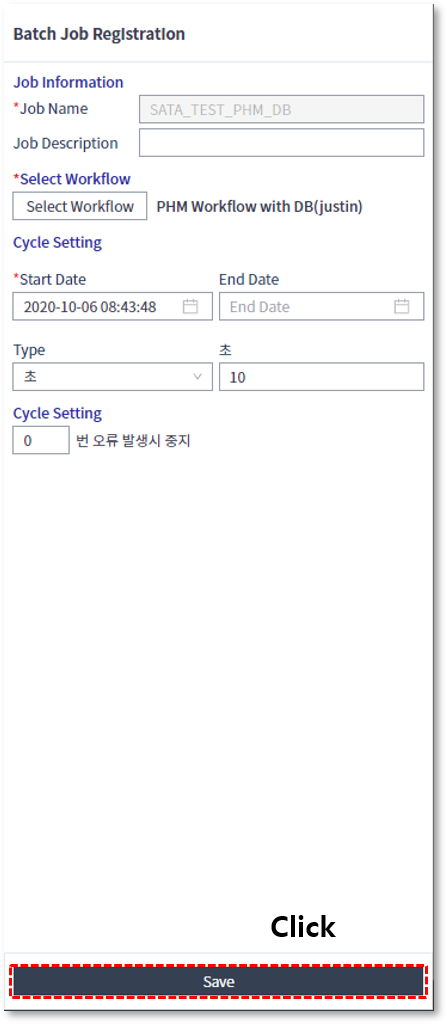 Batch Job Registration
Job Information
*Job Name SATA_TEST_PHM_DB
Job Description
*Select Workflow
Select Workflow PHM Workflow with DB(justin)
Cycle Setting
*Start Date End Date
2020-10-06 08:43:48 End Date
Type 초
초 10
Cycle Setting
0 번 오류 발생시 중지
Click
Save